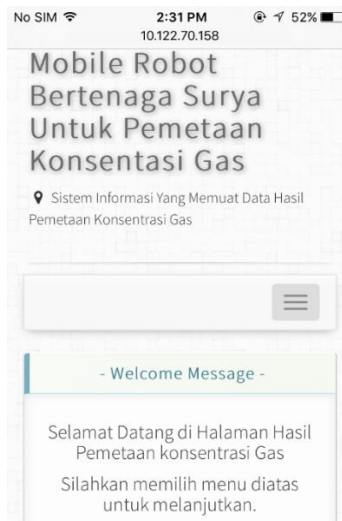 No SIM 2:31 PM 52%
10.122.70.158
Mobile Robot
Bertenaga Surya
Untuk Pemetaan
Konsentasi Gas
Sistem Informasi Yang Memuat Data Hasil
Pemetaan Konsentrasi Gas
- Welcome Message -
Selamat Datang di Halaman Hasil
Pemetaan konsentrasi Gas
Silahkan memilih menu diatas
untuk melanjutkan.